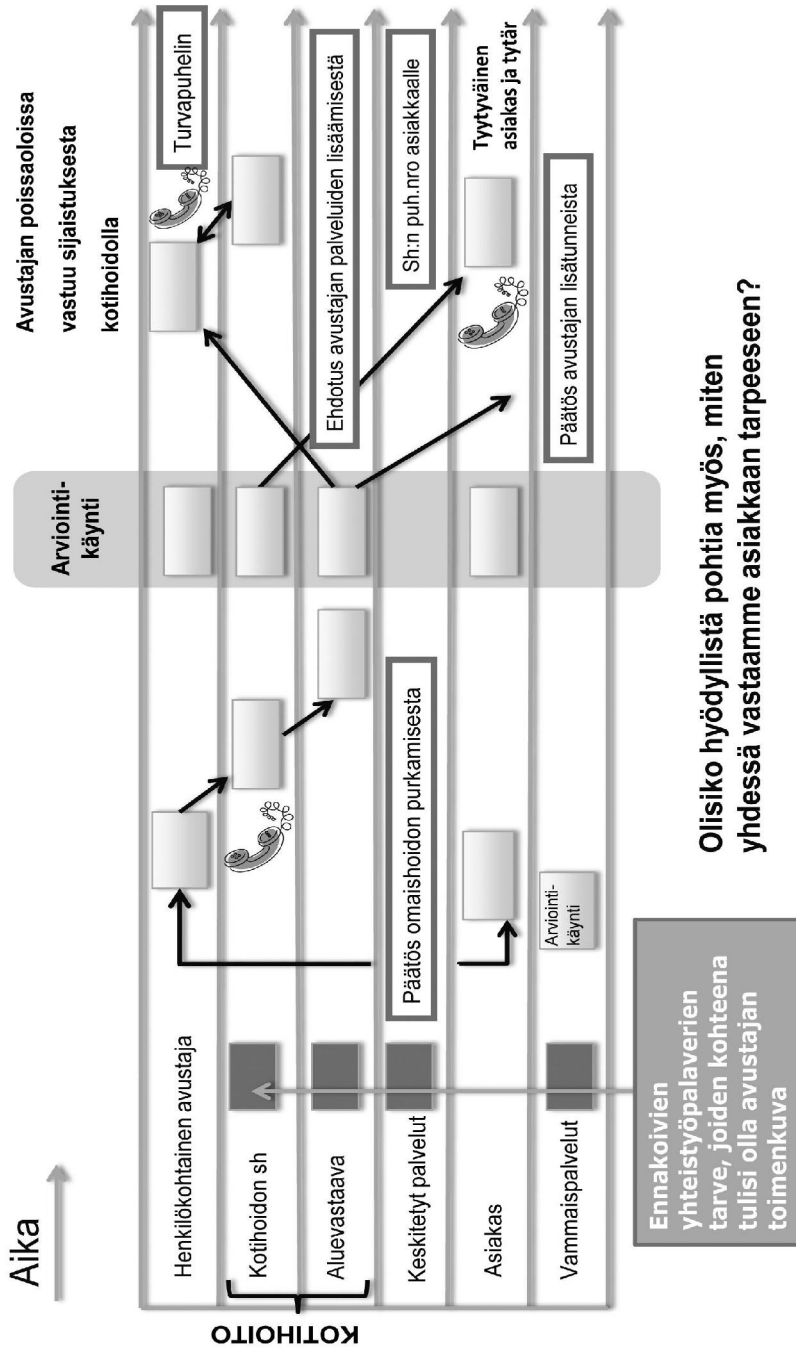 Aika
Avustajan poissaoloissa
vastuu sijaistuksesta
kotihoidolla
Arviointi-
käynti
Henkilökohtainen avustaja
Turvapuhelin
KOTIHOITO
Kotihoidon sh
Aluevastaava
Ehdotus avustajan palveluiden lisäämisestä
Keskitetyt palvelut
Päätös omaishoidon purkamisesta
Sh:n puh.nro asiakkaalle
Asiakas
Tyytyväinen
asiakas ja tytär
Vammaispalvelut
Arviointi-
käynti
Päätös avustajan lisätunneista
Ennakoivien
yhteistyöpalaverien
tarve, joiden kohteena
tulisi olla avustajan
toimenkuva
Olisiko hyödyllistä pohtia myös, miten
yhdessä vastaamme asiakkaan tarpeeseen?